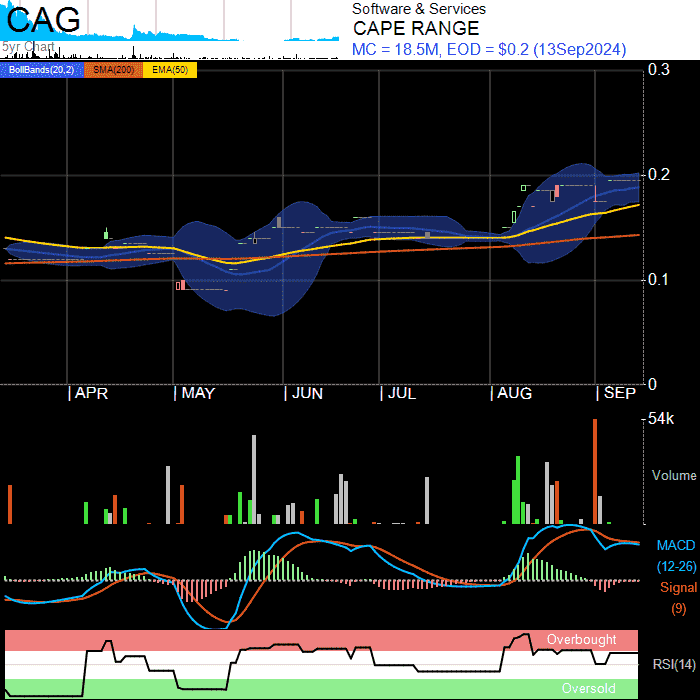 CAG
5yr Chart
Software & Services
CAPE RANGE
MC = 18.5M, EOD = $0.2 (13Sep2024)
BollBands(20,2) SMA(200) EMA(50)
0.3
0.2
0.1
0
| APR | MAY | JUN | JUL | AUG | SEP
54k
Volume
MACD
(12-26)
Signal
(9)
Overbought
RSI(14)
Oversold